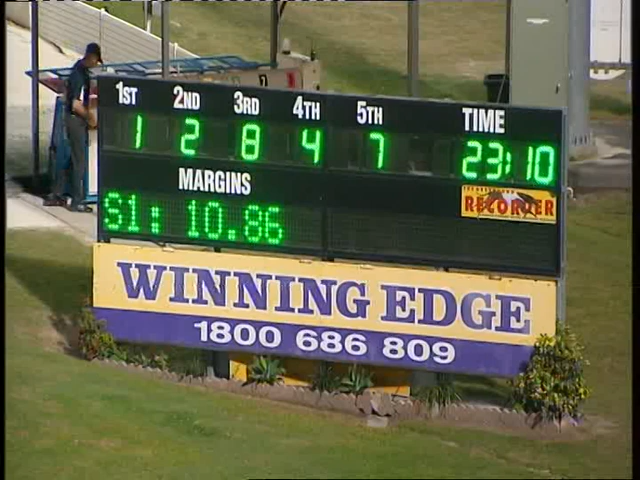 1ST 2ND 3RD 4TH 5TH TIME
1 2 8 4 7 23:10
MARGINS
S1: 10.86
RECORDER
WINNING EDGE
1800 686 809